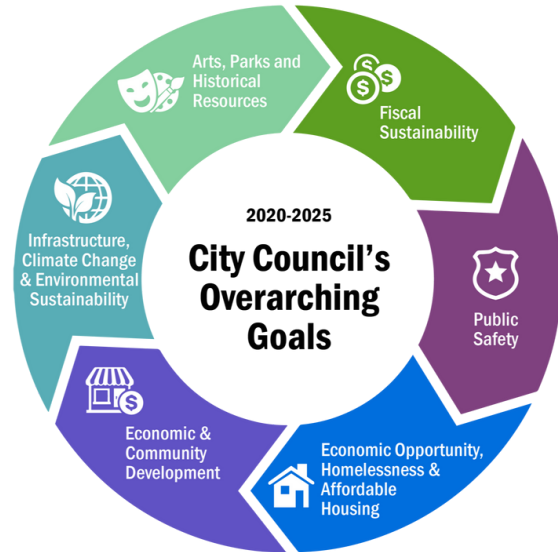 2020-2025
City Council's
Overarching
Goals
Fiscal
Sustainability
Public
Safety
Economic Opportunity,
Homelessness &
Affordable
Housing
Economic &
Community
Development
Infrastructure,
Climate Change
& Environmental
Sustainability
Arts, Parks and
Historical
Resources
$
$
$
$